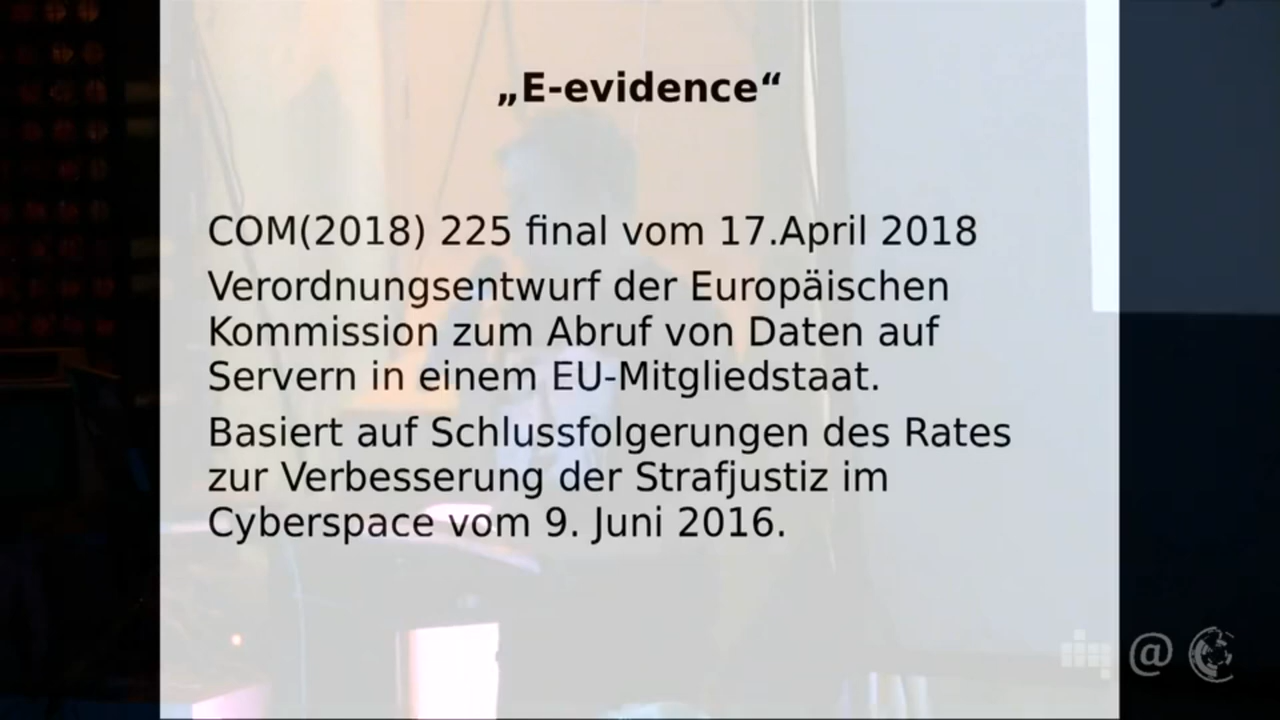 „E-evidence“
COM(2018) 225 final vom 17.April 2018
Verordnungsentwurf der Europäischen
Kommission zum Abruf von Daten auf
Servern in einem EU-Mitgliedstaat.
Basiert auf Schlussfolgerungen des Rates
zur Verbesserung der Strafjustiz im
Cyberspace vom 9. Juni 2016.
@